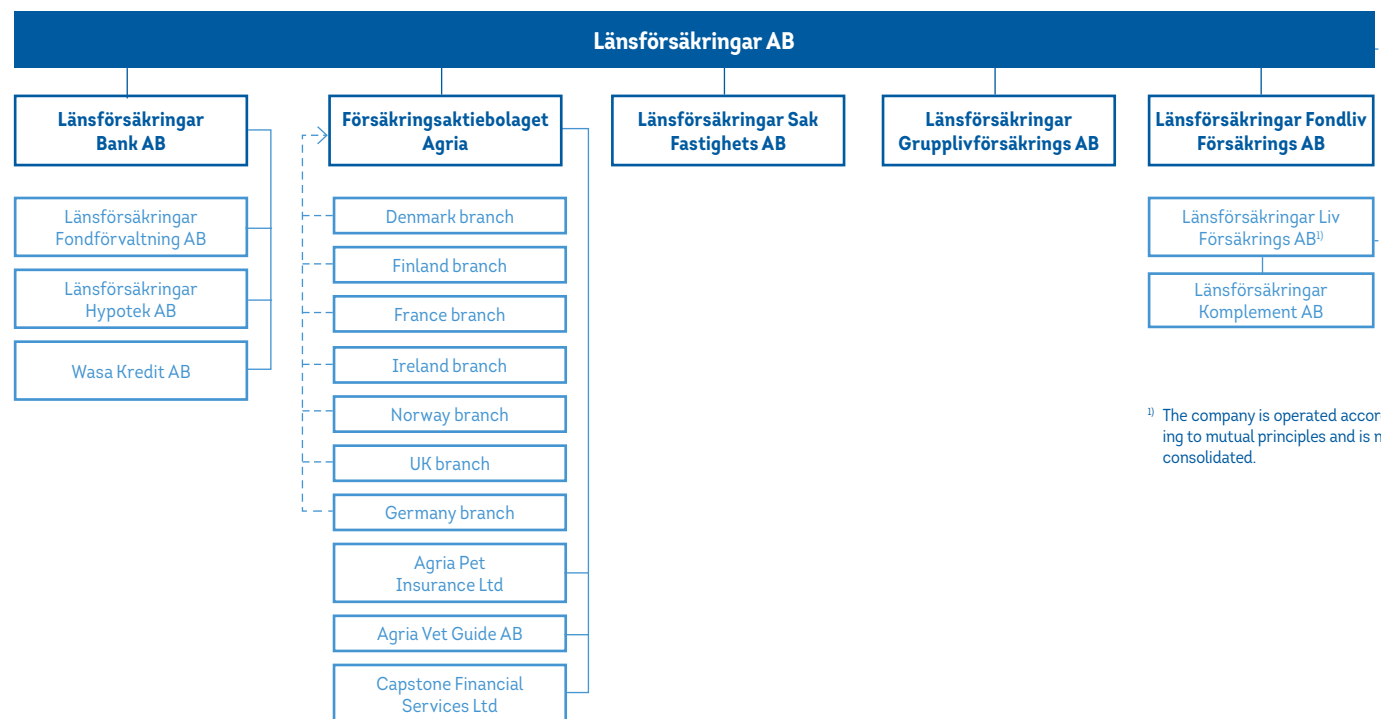 Länsförsäkringar AB
Länsförsäkringar
Bank AB
Länsförsäkringar
Fondförvaltning AB
Länsförsäkringar
Hypotek AB
Wasa Kredit AB
Försäkringsaktiebolaget
Agria
Denmark branch
Finland branch
France branch
Ireland branch
Norway branch
UK branch
Germany branch
Agria Pet
Insurance Ltd
Agria Vet Guide AB
Capstone Financial
Services Ltd
Länsförsäkringar Sak
Fastighets AB
Länsförsäkringar
Grupplivförsäkrings AB
Länsförsäkringar Fondliv
Försäkrings AB
Länsförsäkringar Liv
Försäkrings AB1)
Länsförsäkringar
Komplement AB
1) The company is operated accor
ing to mutual principles and is
consolidated.